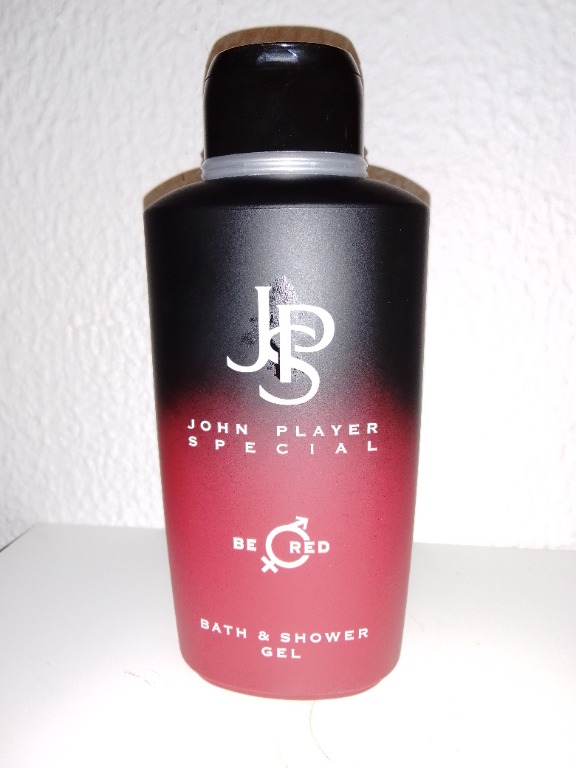 JPS
JOHN PLAYER
SPECIAL
BE RED
BATH & SHOWER
GEL